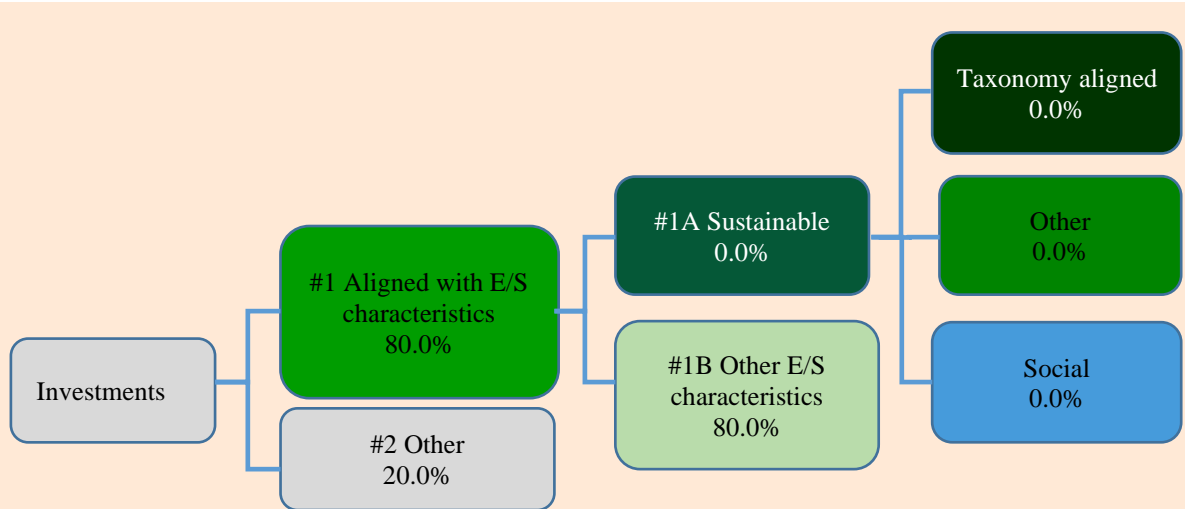 Investments
#1 Aligned with E/S
characteristics
80.0%
#2 Other
20.0%
#1A Sustainable
0.0%
#1B Other E/S
characteristics
80.0%
Taxonomy aligned
0.0%
Other
0.0%
Social
0.0%